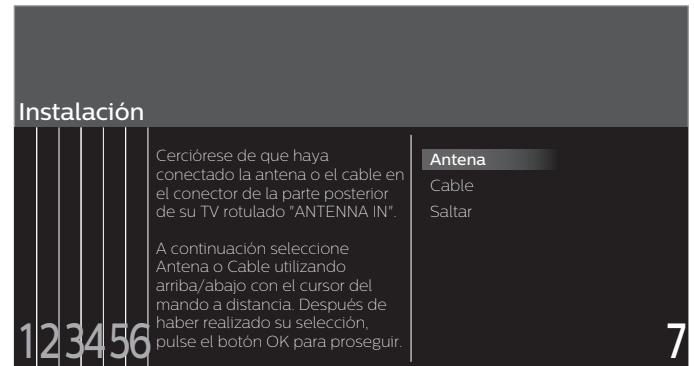 Instalación
Cerciórese de que haya
conectado la antena o el cable en
el conector de la parte posterior
de su TV rotulado "ANTENNA IN".
A continuación seleccione
Antena o Cable utilizando
arriba/abajo con el cursor del
mando a distancia. Después de
haber realizado su selección,
pulse el botón OK para proseguir.
Antena
Cable
Saltar
123456
7